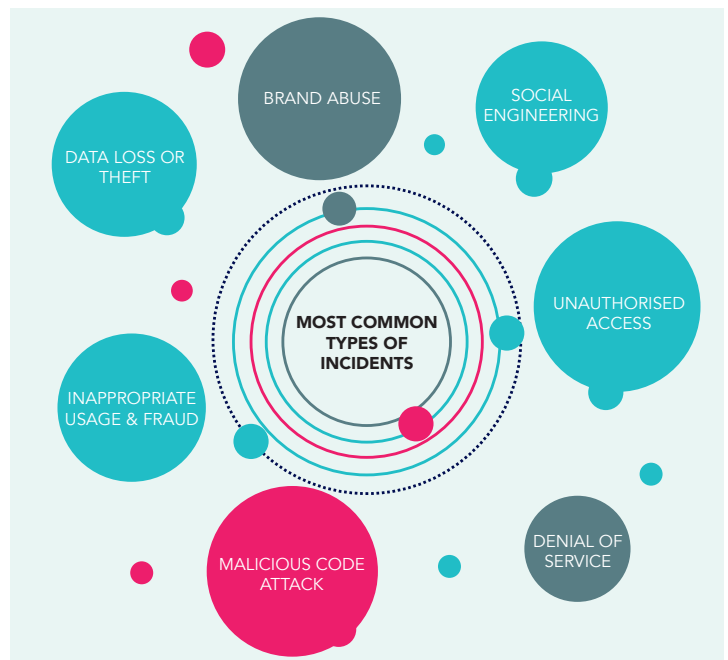 BRAND ABUSE
SOCIAL
ENGINEERING
DATA LOSS OR
THEFT
UNAUTHORISED
ACCESS
MOST COMMON
TYPES OF
INCIDENTS
INAPPROPRIATE
USAGE & FRAUD
DENIAL OF
SERVICE
MALICIOUS CODE
ATTACK